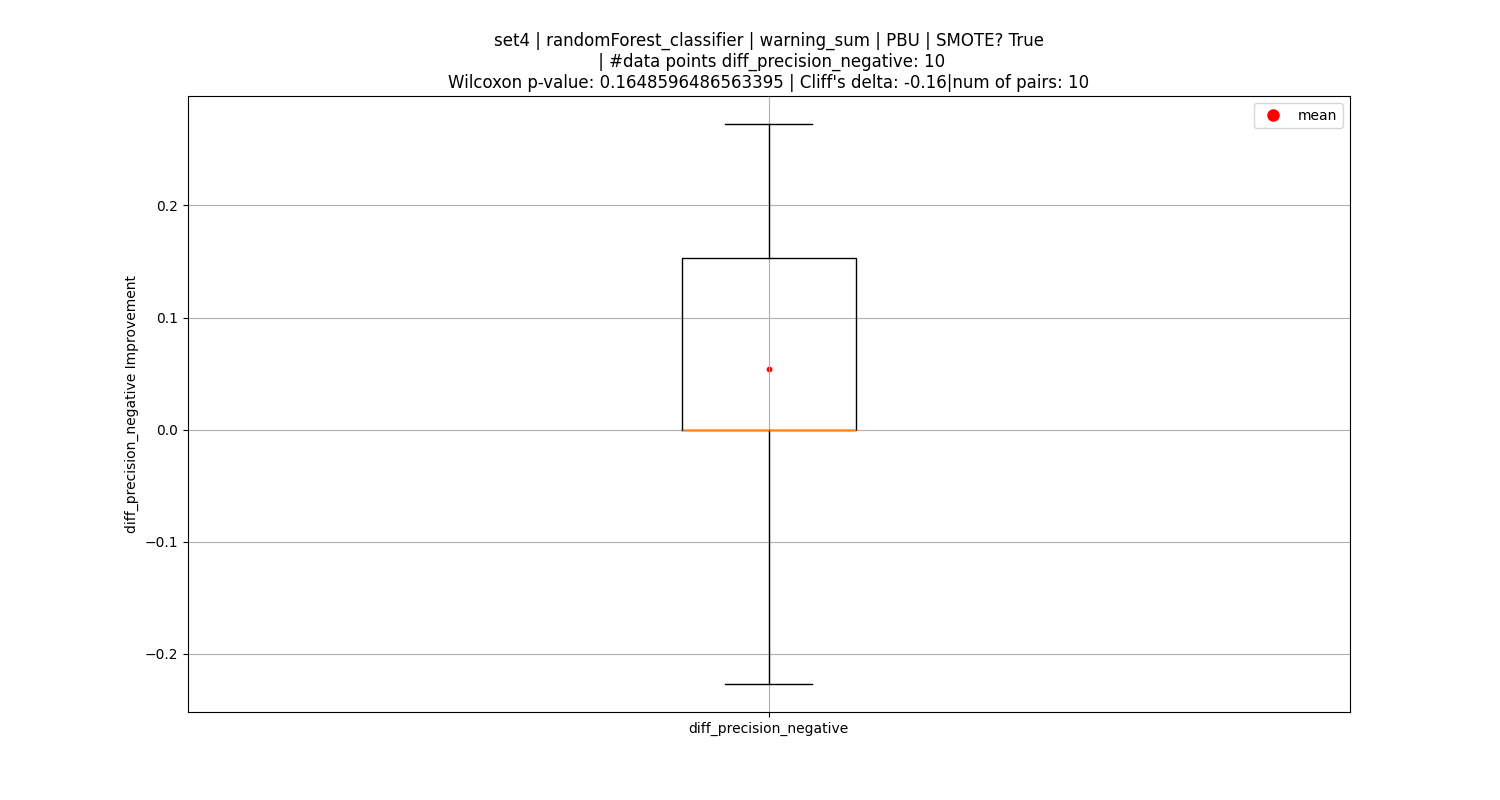 set4 | randomForest_classifier | warning_sum | PBU | SMOTE? True
| #data points diff_precision_negative: 10
Wilcoxon p-value: 0.1648596486563395 | Cliff's delta: -0.16|num of pairs: 10
mean
0.2
0.1
0.0
−0.1
−0.2
diff_precision_negative Improvement
diff_precision_negative